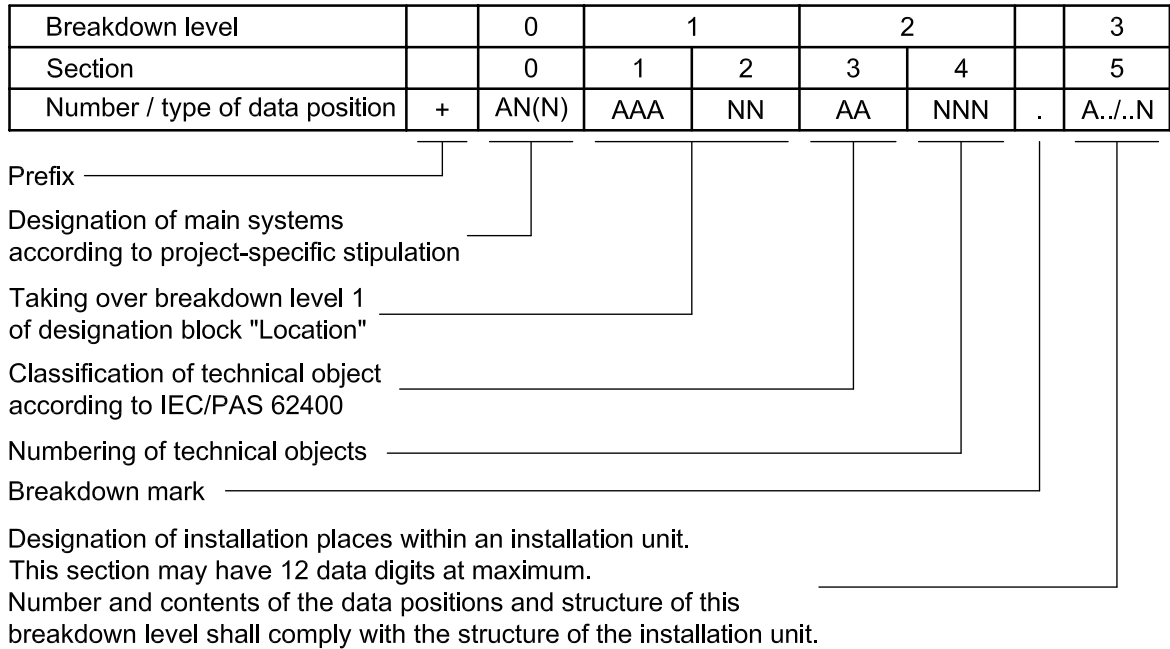 Breakdown level 0 1 2 3
Section 0 1 2 3 4 5
Number / type of data position + AN(N) AAA NN AA NNN . A../..N
Prefix
Designation of main systems
according to project-specific stipulation
Taking over breakdown level 1
of designation block "Location"
Classification of technical object
according to IEC/PAS 62400
Numbering of technical objects
Breakdown mark
Designation of installation places within an installation unit.
This section may have 12 data digits at maximum.
Number and contents of the data positions and structure of this
breakdown level shall comply with the structure of the installation unit.